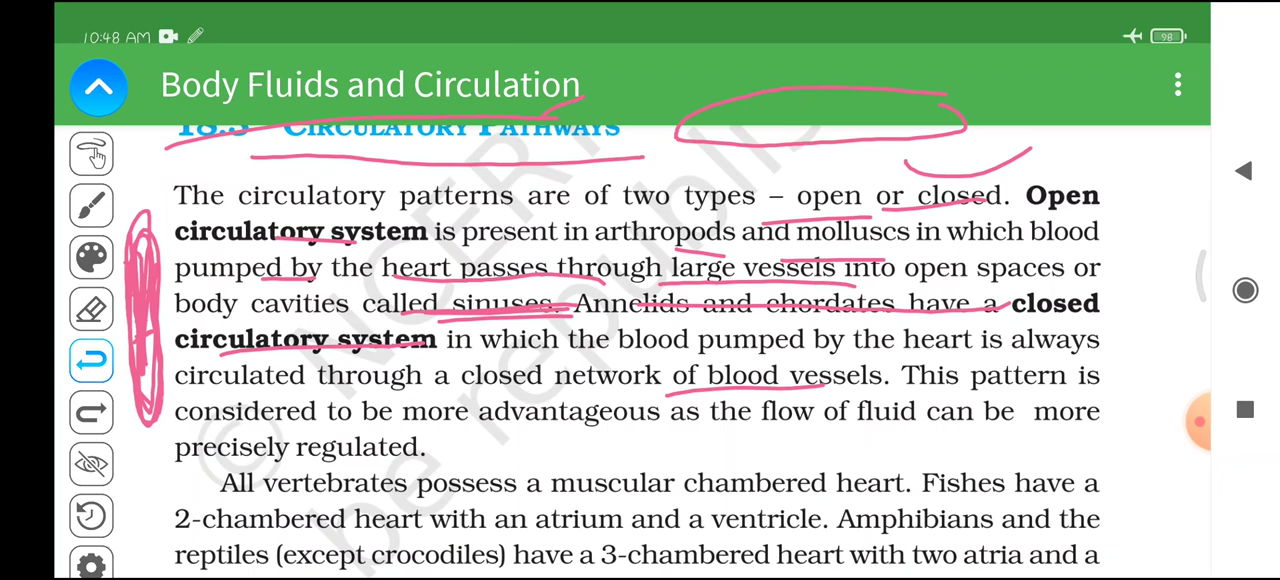 10:48 AM
98
Body Fluids and Circulation
18.3 CIRCULATORY PATHWAYS
The circulatory patterns are of two types – open or closed. Open
circulatory system is present in arthropods and molluscs in which blood
pumped by the heart passes through large vessels into open spaces or
body cavities called sinuses. Annelids and chordates have a closed
circulatory system in which the blood pumped by the heart is always
circulated through a closed network of blood vessels. This pattern is
considered to be more advantageous as the flow of fluid can be more
precisely regulated.
All vertebrates possess a muscular chambered heart. Fishes have a
2-chambered heart with an atrium and a ventricle. Amphibians and the
reptiles (except crocodiles) have a 3-chambered heart with two atria and a